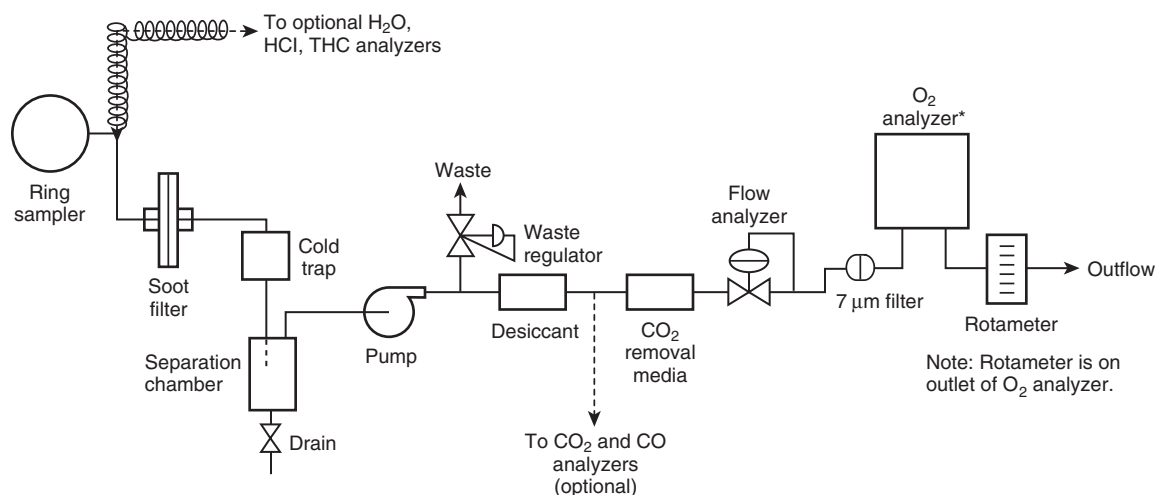 To optional H₂O,
HCl, THC analyzers
Ring
sampler
Soot
filter
Cold
trap
Separation
chamber
Drain
Pump
Waste
Waste
regulator
Desiccant
To CO₂ and CO
analyzers
(optional)
CO₂
removal
media
Flow
analyzer
7 μm filter
O₂
analyzer*
Rotameter
Outflow
Note: Rotameter is on
outlet of O₂ analyzer.